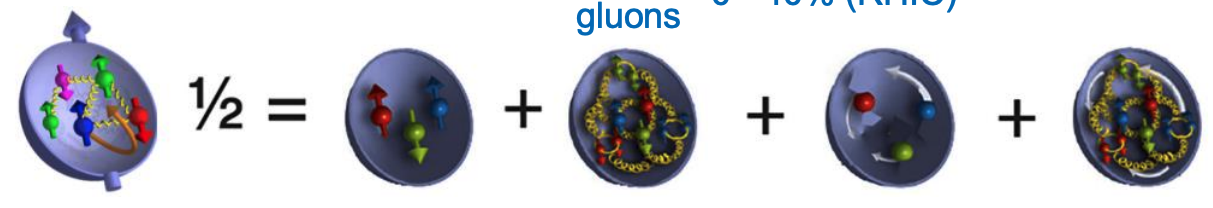 gluons
½ = + + +